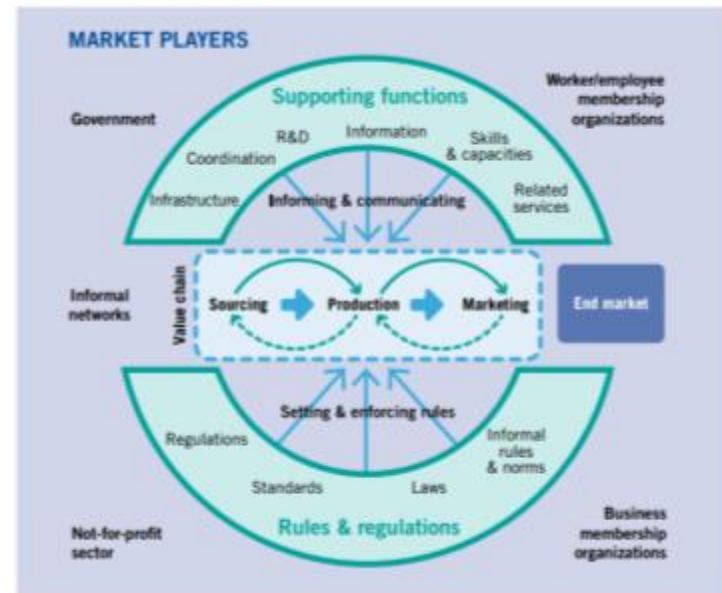 MARKET PLAYERS
Supporting functions
Government
Worker/employee
membership
organizations
Infrastructure
Coordination
R&D
Information
Skills
& capacities
Related
services
Informing & communicating
Informal
networks
Value chain
Sourcing
Production
Marketing
End market
Setting & enforcing rules
Regulations
Standards
Laws
Informal
rules
& norms
Rules & regulations
Not-for-profit
sector
Business
membership
organizations